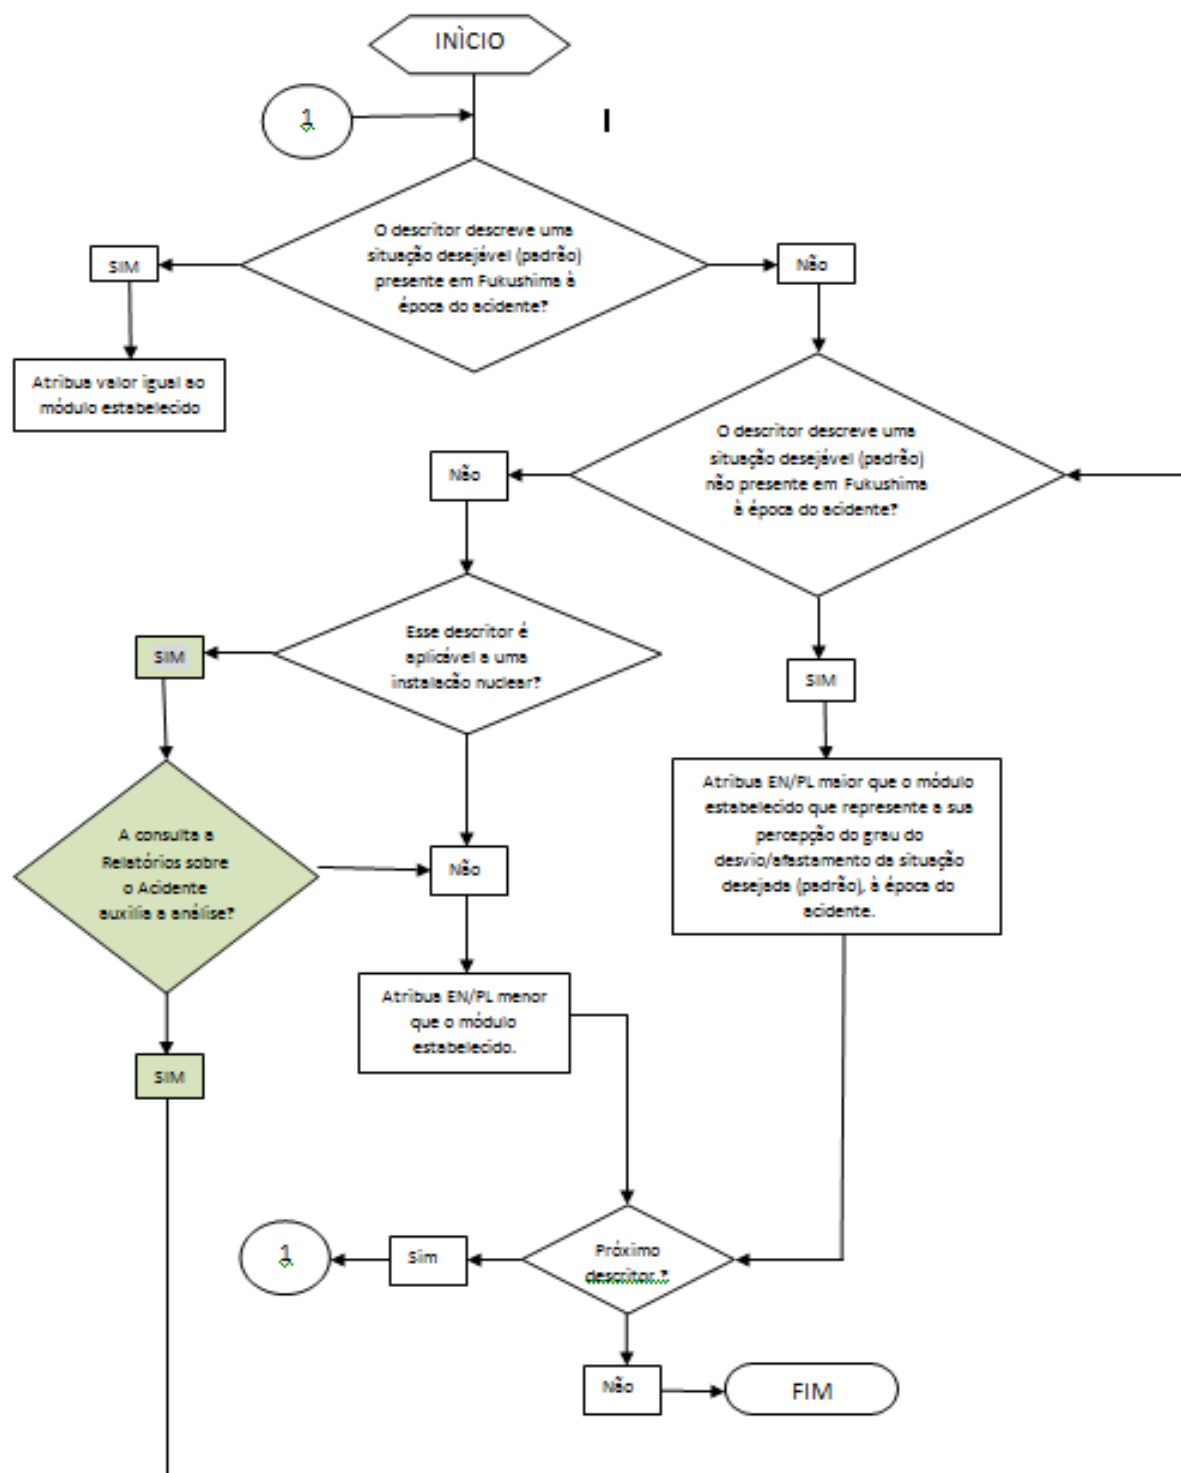 INÌCIO
1
O descritor descreve uma
situação desejável (padrão)
presente em Fukushima à
época do acidente?
SIM
Não
Atribua valor igual ao
módulo estabelecido
O descritor descreve uma
situação desejável (padrão)
não presente em Fukushima
à época do acidente?
Não
Esse descritor é
aplicável a uma
instalacão nuclear?
SIM
SIM
Atribua EN/PL maior que o módulo
estabelecido que represente a sua
percepção do grau do
desvio/afastamento da situação
desejada (padrão), à época do
acidente.
A consulta a
Relatórios sobre
o Acidente
auxilia a análise?
Não
Atribua EN/PL menor
que o módulo
estabelecido.
SIM
Próximo
descritor ?
Sim
1
Não
FIM